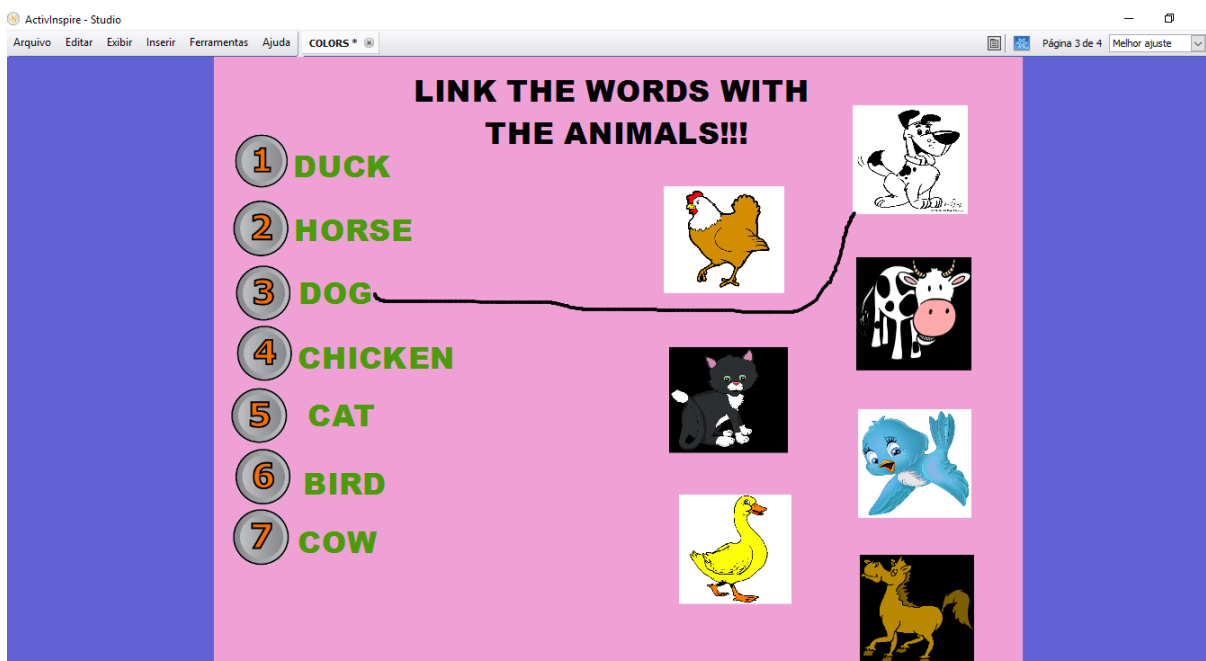 ActivInspire - Studio
Arquivo Editar Exibir Inserir Ferramentas Ajuda COLORS * Página 3 de 4 Melhor ajuste
LINK THE WORDS WITH
THE ANIMALS!!!
1 DUCK
2 HORSE
3 DOG
4 CHICKEN
5 CAT
6 BIRD
7 COW